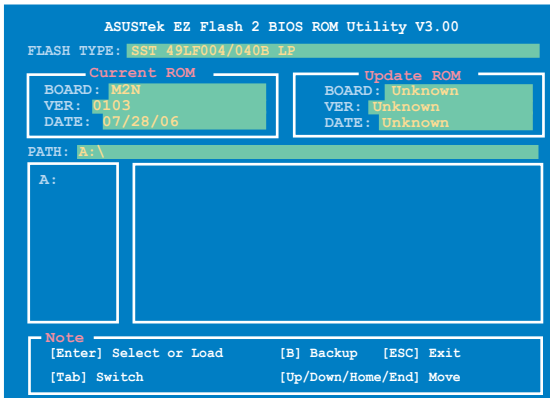 ASUSTek EZ Flash 2 BIOS ROM Utility V3.00
FLASH TYPE: SST 49LF004/040B LP
Current ROM
BOARD: M2N
VER: 0103
DATE: 07/28/06
Update ROM
BOARD: Unknown
VER: Unknown
DATE: Unknown
PATH: A:\
A:
Note
[Enter] Select or Load [B] Backup [ESC] Exit
[Tab] Switch [Up/Down/Home/End] Move